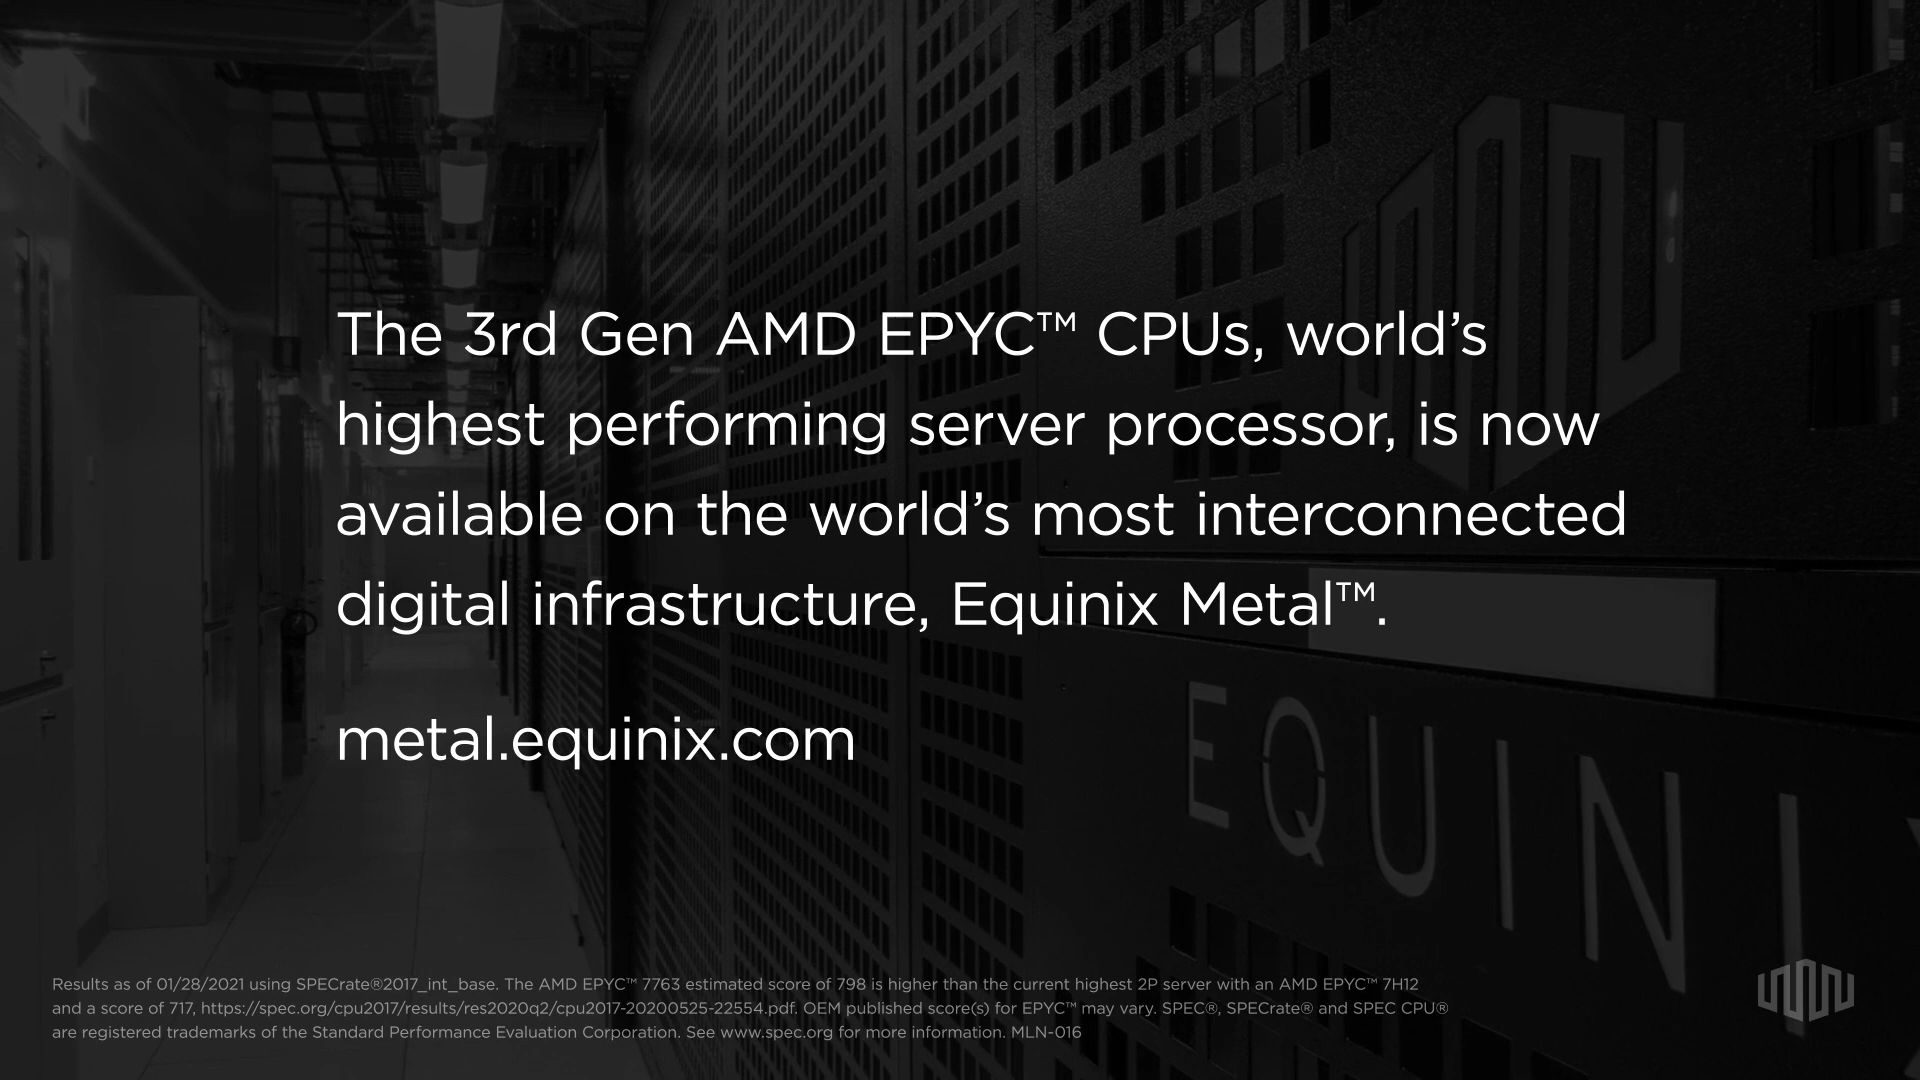 The 3rd Gen AMD EPYC™ CPUs, world’s
highest performing server processor, is now
available on the world’s most interconnected
digital infrastructure, Equinix Metal™.
metal.equinix.com
EQUINIX
Results as of 01/28/2021 using SPECrate®2017_int_base. The AMD EPYC™ 7763 estimated score of 798 is higher than the current highest 2P server with an AMD EPYC™ 7H12
and a score of 717, https://spec.org/cpu2017/results/res2020q2/cpu2017-20200525-22554.pdf. OEM published score(s) for EPYC™ may vary. SPEC®, SPECrate® and SPEC CPU®
are registered trademarks of the Standard Performance Evaluation Corporation. See www.spec.org for more information. MLN-016